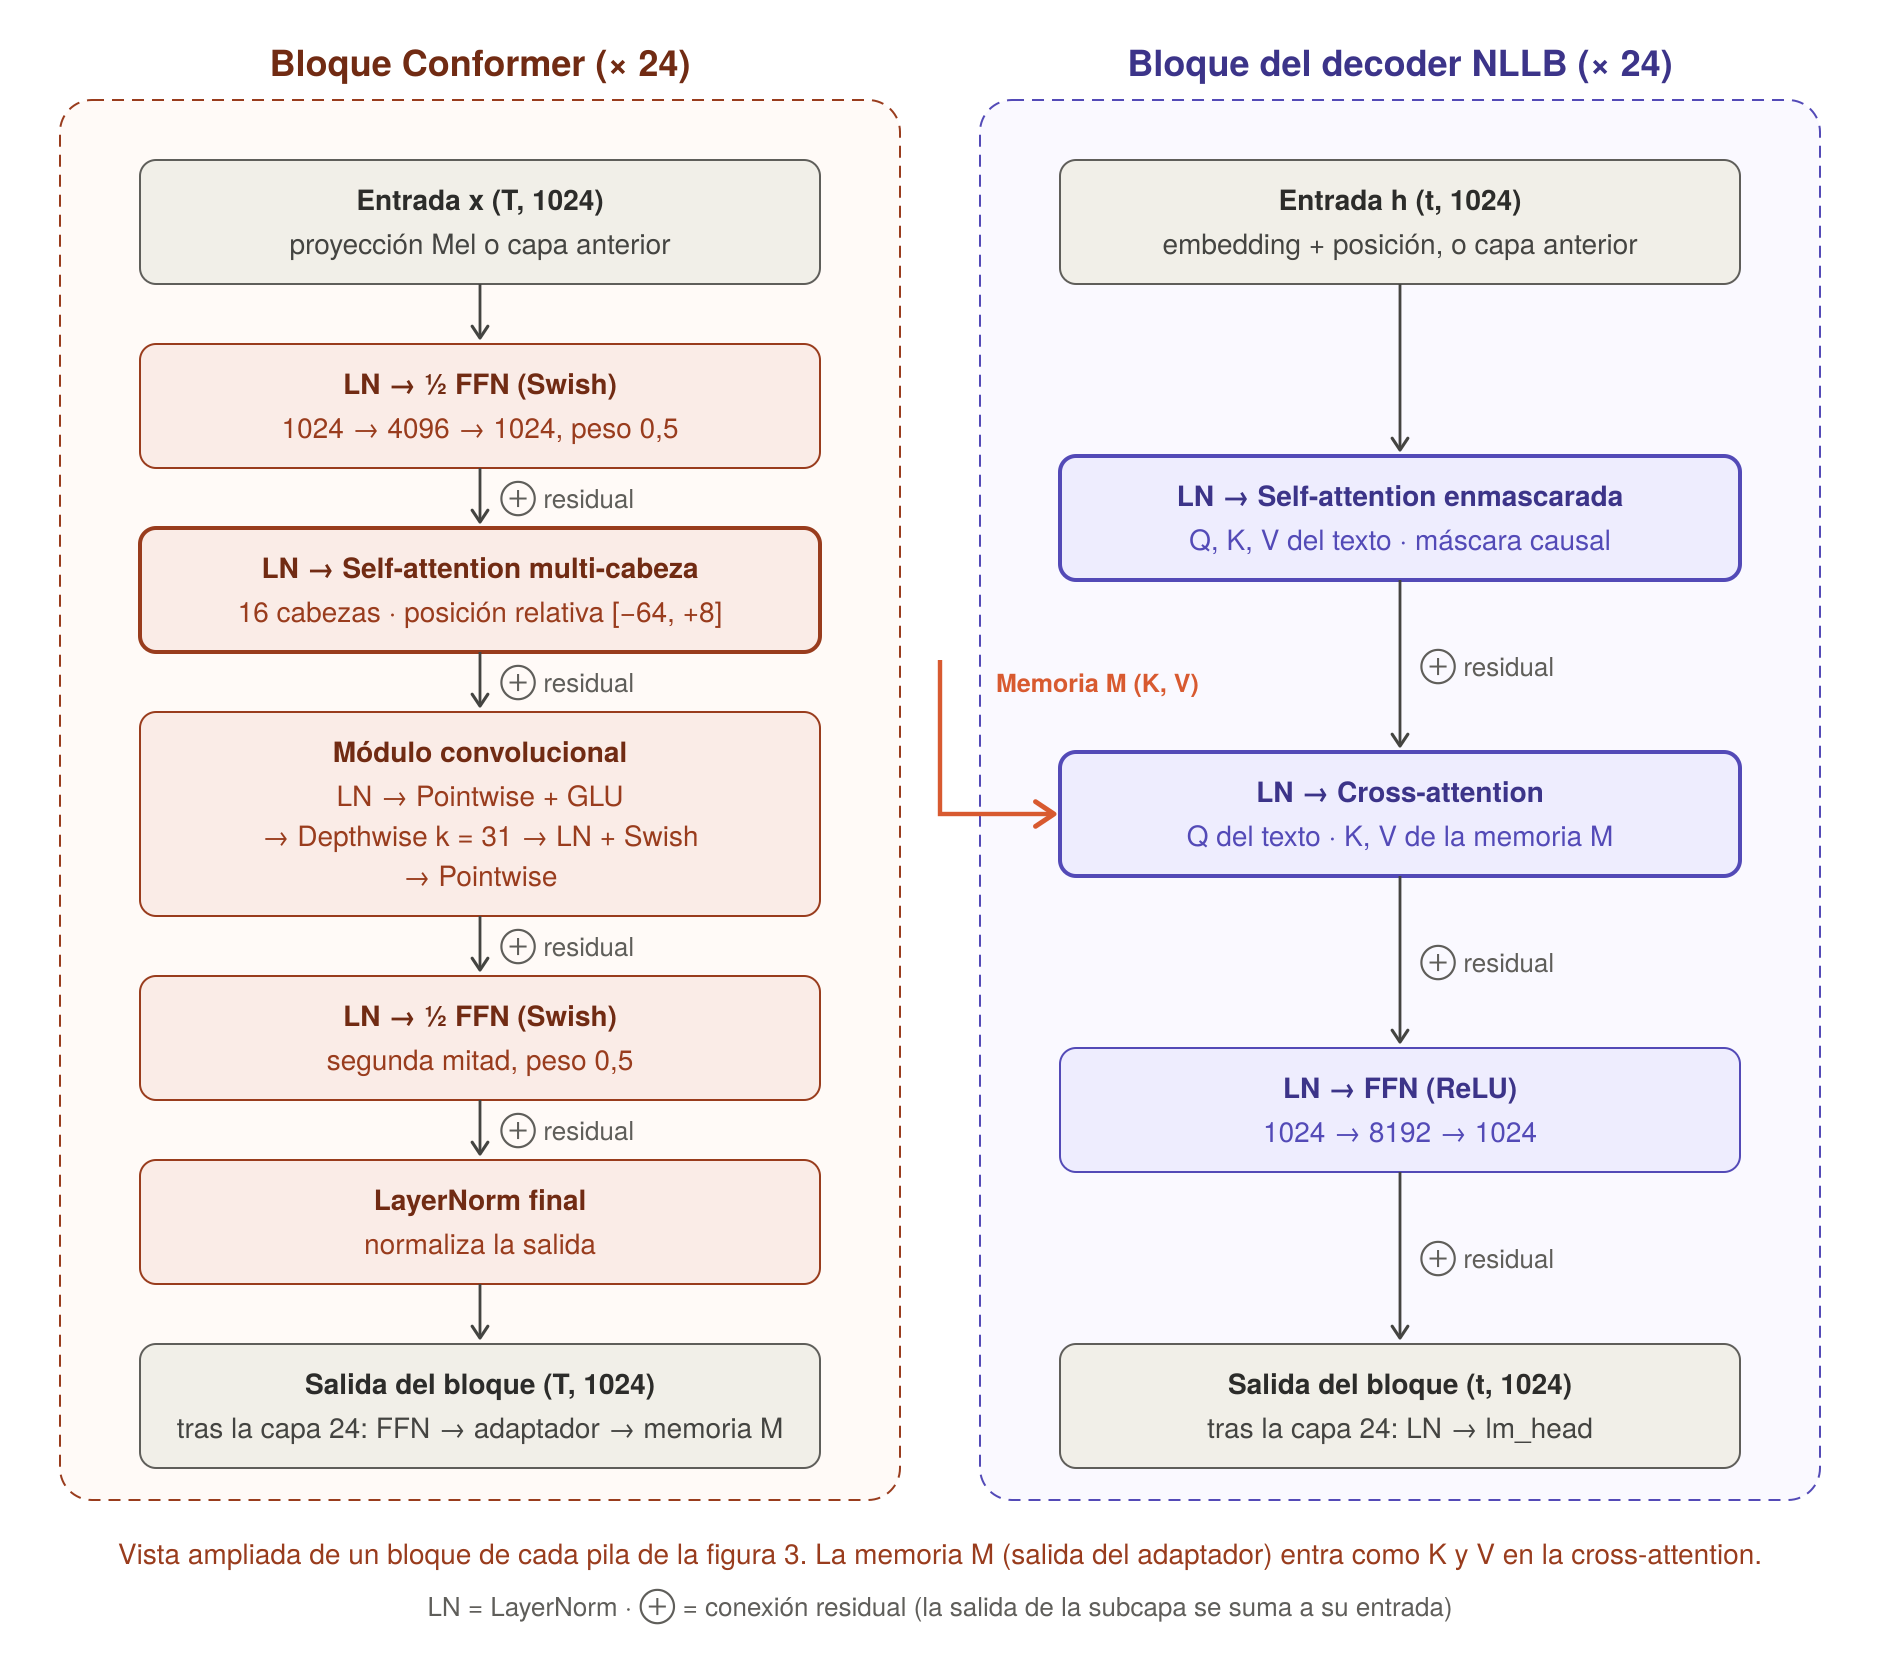 Bloque Conformer (× 24)
Entrada x (T, 1024)
proyección Mel o capa anterior
LN → ½ FFN (Swish)
1024 → 4096 → 1024, peso 0,5
+ residual
LN → Self-attention multi-cabeza
16 cabezas · posición relativa [−64, +8]
+ residual
Módulo convolucional
LN → Pointwise + GLU
→ Depthwise k = 31 → LN + Swish
→ Pointwise
+ residual
LN → ½ FFN (Swish)
segunda mitad, peso 0,5
+ residual
LayerNorm final
normaliza la salida
Salida del bloque (T, 1024)
tras la capa 24: FFN → adaptador → memoria M
Bloque del decoder NLLB (× 24)
Entrada h (t, 1024)
embedding + posición, o capa anterior
LN → Self-attention enmascarada
Q, K, V del texto · máscara causal
+ residual
Memoria M (K, V)
LN → Cross-attention
Q del texto · K, V de la memoria M
+ residual
LN → FFN (ReLU)
1024 → 8192 → 1024
+ residual
Salida del bloque (t, 1024)
tras la capa 24: LN → lm_head
Vista ampliada de un bloque de cada pila de la figura 3. La memoria M (salida del adaptador) entra como K y V en la cross-attention.
LN = LayerNorm · + = conexión residual (la salida de la subcapa se suma a su entrada)